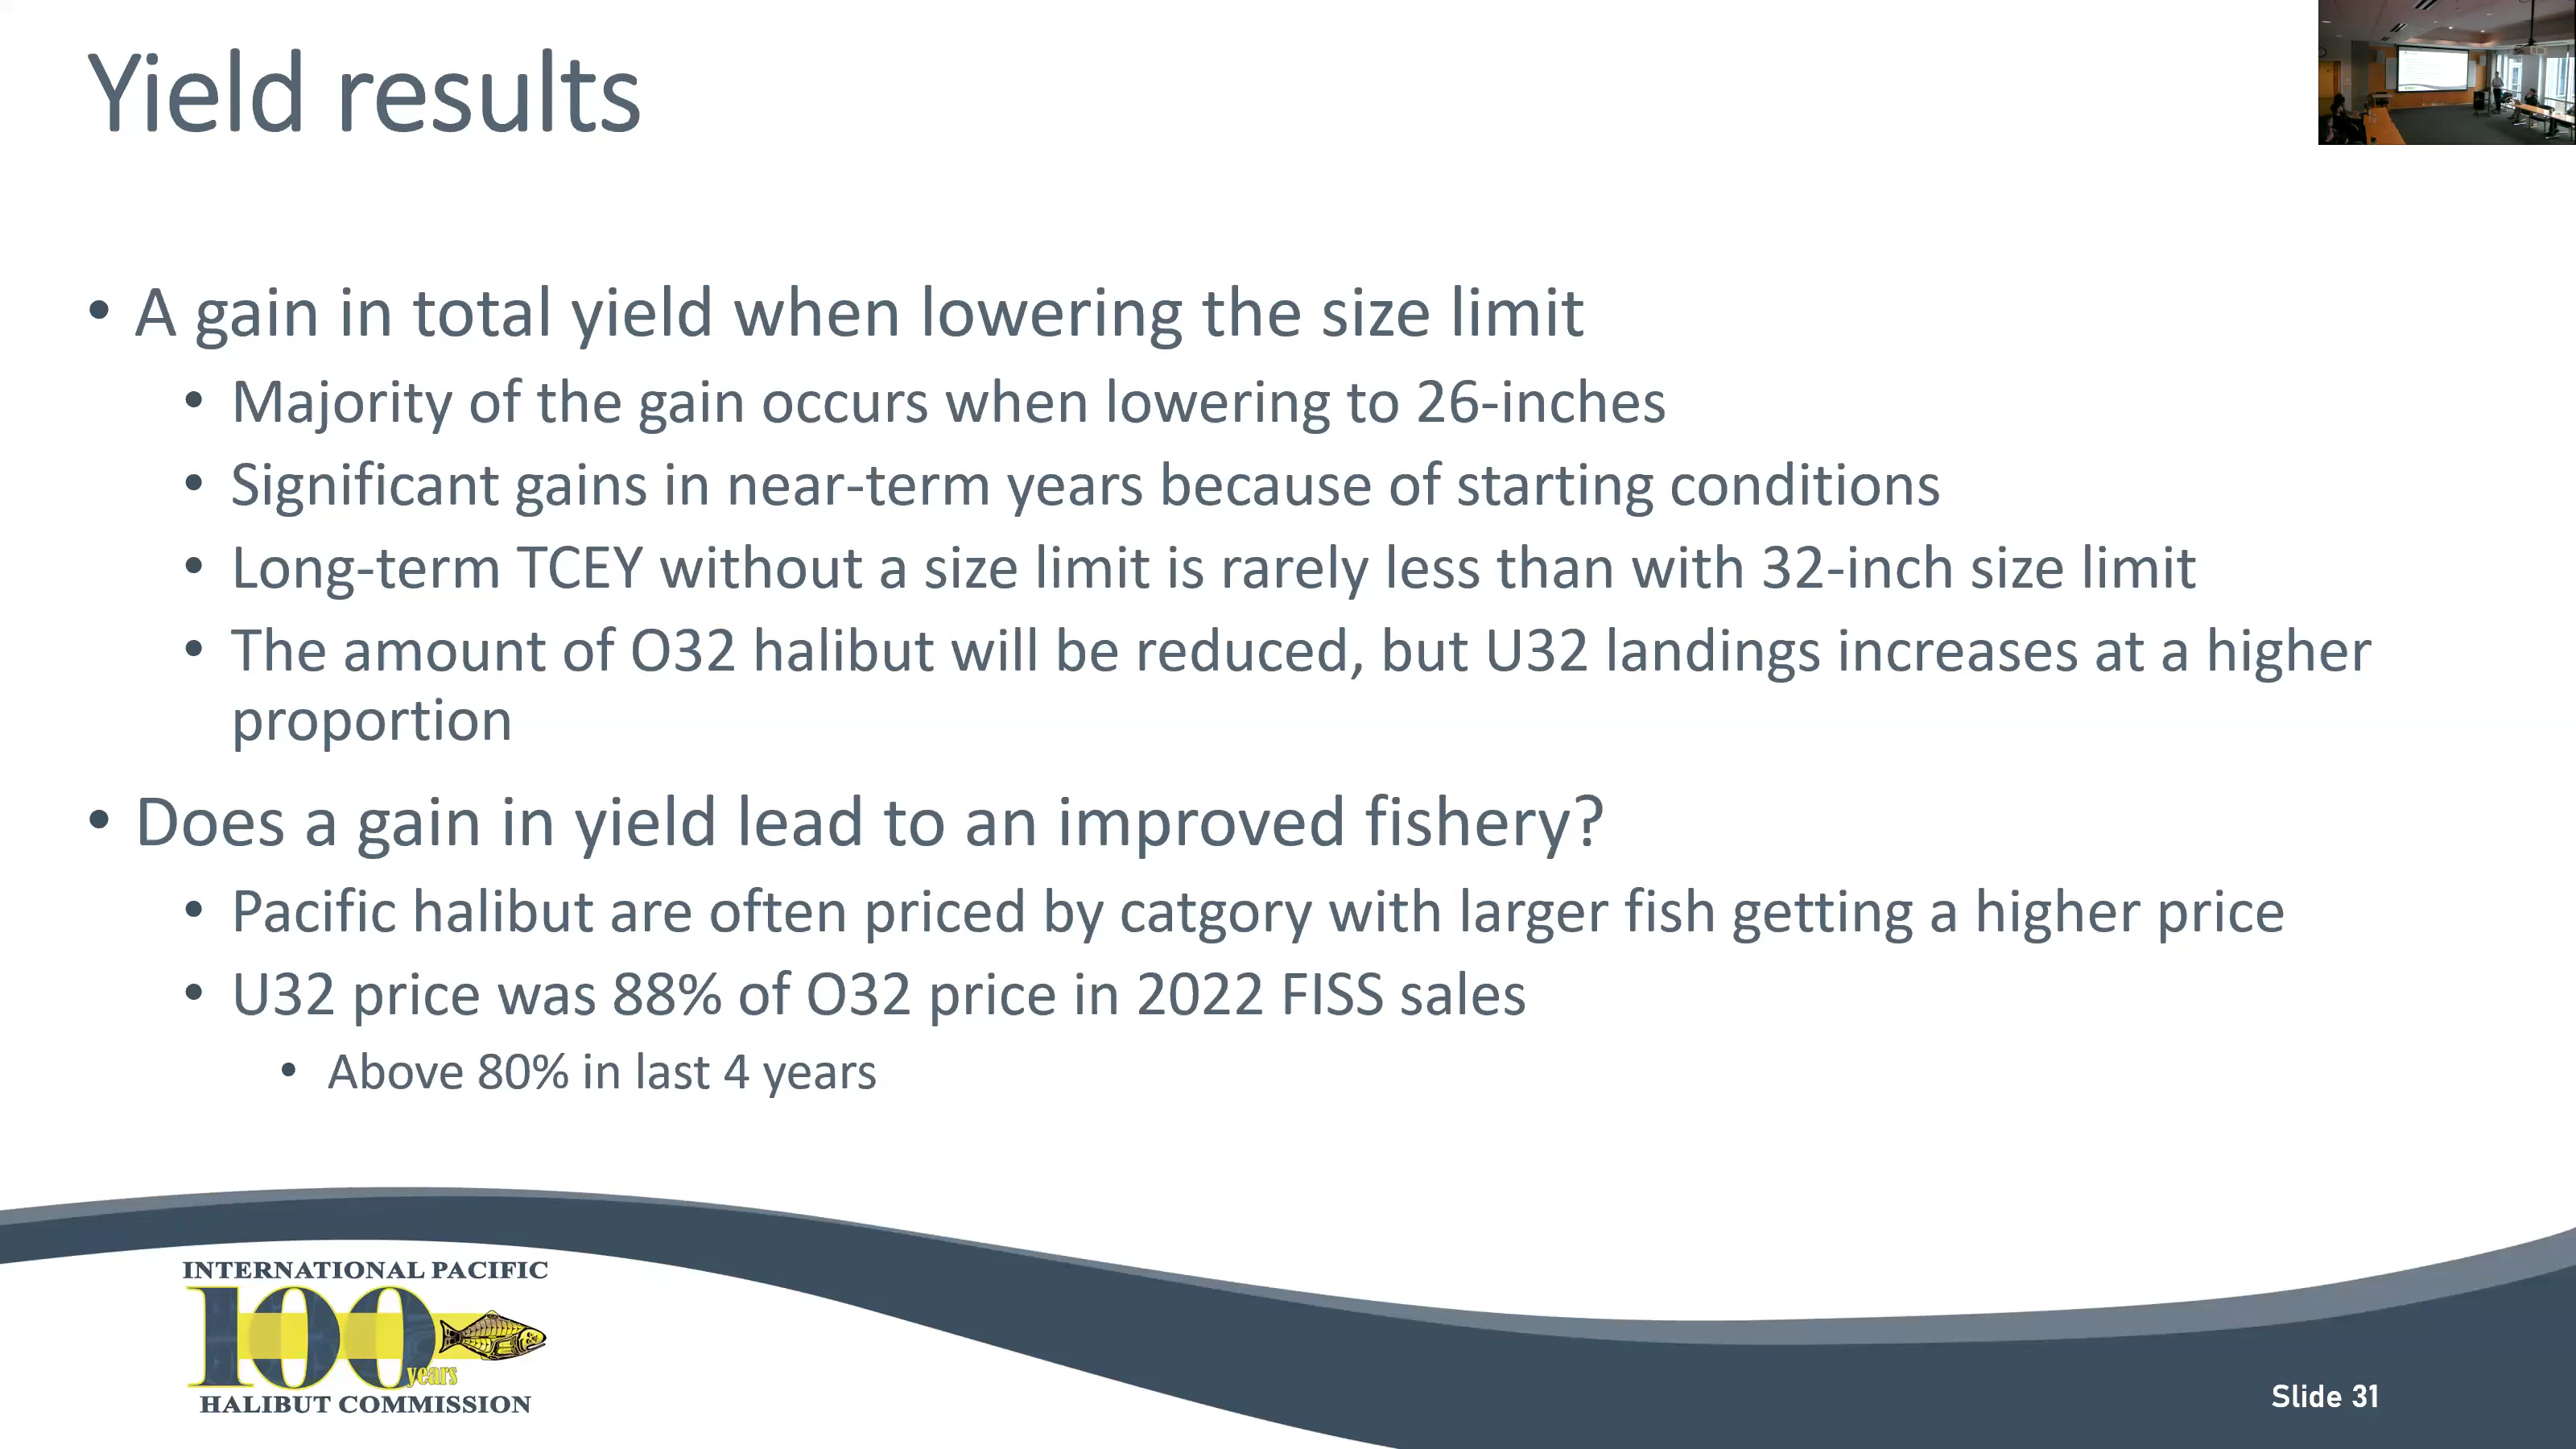 Yield results
• A gain in total yield when lowering the size limit
• Majority of the gain occurs when lowering to 26-inches
• Significant gains in near-term years because of starting conditions
• Long-term TCEY without a size limit is rarely less than with 32-inch size limit
• The amount of O32 halibut will be reduced, but U32 landings increases at a higher
proportion
• Does a gain in yield lead to an improved fishery?
• Pacific halibut are often priced by catgory with larger fish getting a higher price
• U32 price was 88% of O32 price in 2022 FISS sales
• Above 80% in last 4 years
INTERNATIONAL PACIFIC
100
years
HALIBUT COMMISSION
Slide 31